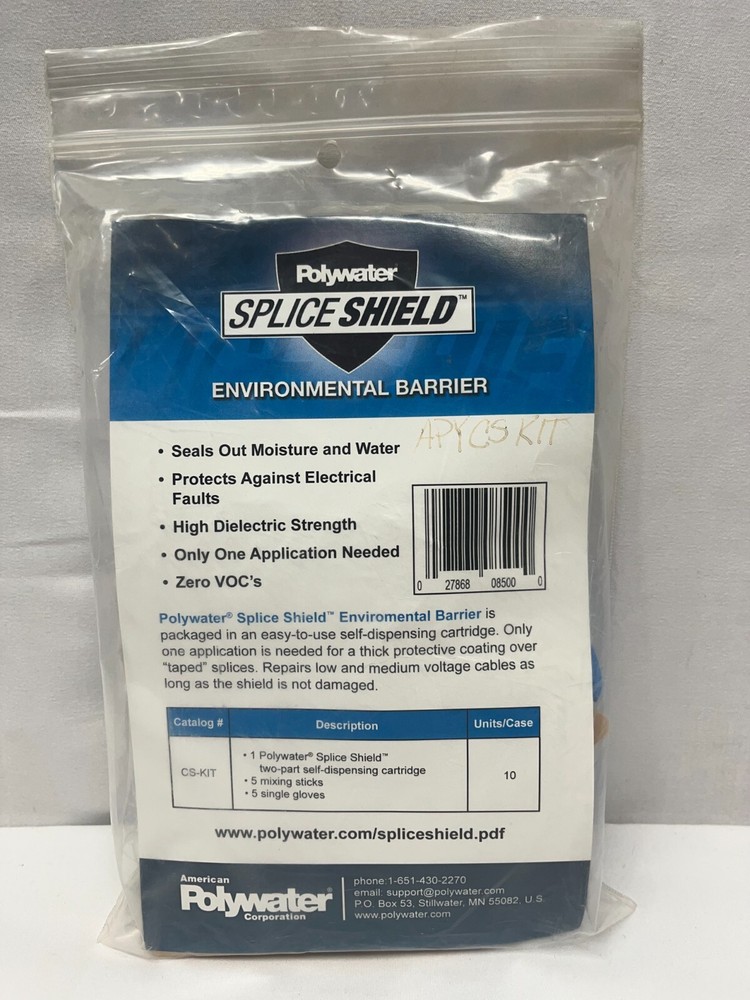 Polywater®
SPLICE SHIELD™
ENVIRONMENTAL BARRIER
APYCS KIT
• Seals Out Moisture and Water
• Protects Against Electrical
Faults
• High Dielectric Strength
• Only One Application Needed
• Zero VOC's
0 27868 08500 0
Polywater® Splice Shield™ Enviromental Barrier is
packaged in an easy-to-use self-dispensing cartridge. Only
one application is needed for a thick protective coating over
"taped" splices. Repairs low and medium voltage cables as
long as the shield is not damaged.
Catalog # Description Units/Case
• 1 Polywater® Splice Shield™
two-part self-dispensing cartridge
CS-KIT • 5 mixing sticks 10
• 5 single gloves
www.polywater.com/spliceshield.pdf
American
Polywater®
Corporation
phone:1-651-430-2270
email: support@polywater.com
P.O. Box 53, Stillwater, MN 55082, U.S
www.polywater.com